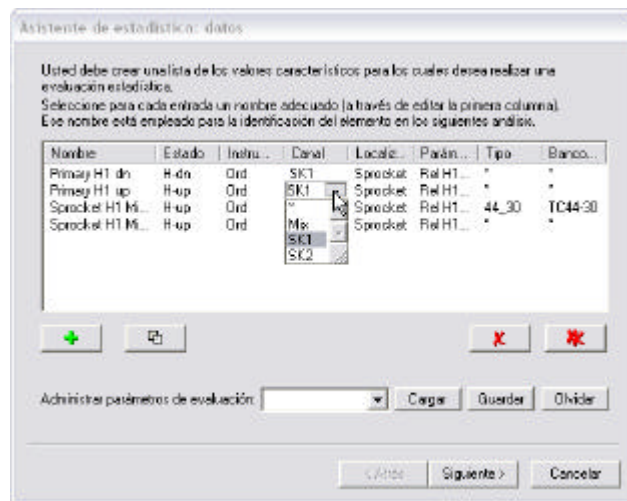 Asistente de estadística: datos
Usted debe crear una lista de los valores característicos para los cuales desea realizar una
evaluación estadística.
Seleccione para cada entrada un nombre adecuado (a través de editar la primera columna).
Ese nombre está empleado para la identificación del elemento en los siguientes análisis.
Nombre Estado Instru... Canal Localiz... Parám... Tipo Banco...
Primary H1 dn H-dn Ord SK1 Sprocket Rel H1... * *
Primary H1 up H-up Ord SK1 Sprocket Rel H1... * *
Sprocket H1 Mi... H-up Ord * Sprocket Rel H1... 44_30 TC44-30
Sprocket H1 Mi... H-up Ord Mix Sprocket Rel H1... * *
SK1
SK2
Administrar parámetros de evaluación: Cargar Guardar Olvidar
< Atrás Siguiente > Cancelar